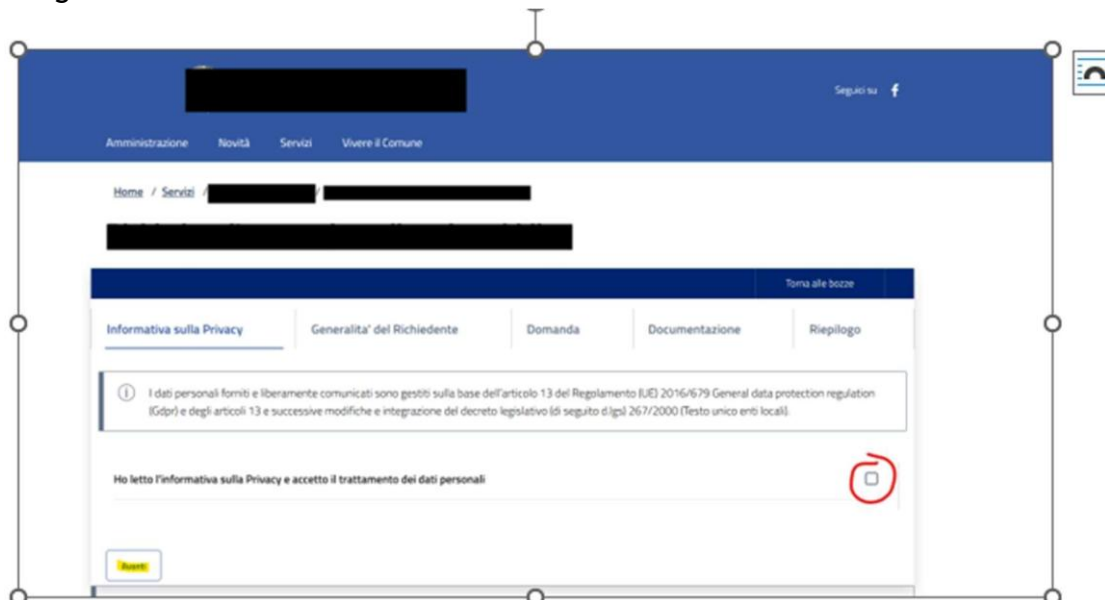 Seguici su
Amministrazione Novità Servizi Vivere il Comune
Home / Servizi / /
Torna alle bozze
Informativa sulla Privacy Generalita' del Richiedente Domanda Documentazione Riepilogo
I dati personali forniti e liberamente comunicati sono gestiti sulla base dell'articolo 13 del Regolamento (UE) 2016/679 General data protection regulation
(Gdpr) e degli articoli 13 e successive modifiche e integrazione del decreto legislativo (di seguito d.lgs) 267/2000 (Testo unico enti locali).
Ho letto l'informativa sulla Privacy e accetto il trattamento dei dati personali
Avanti